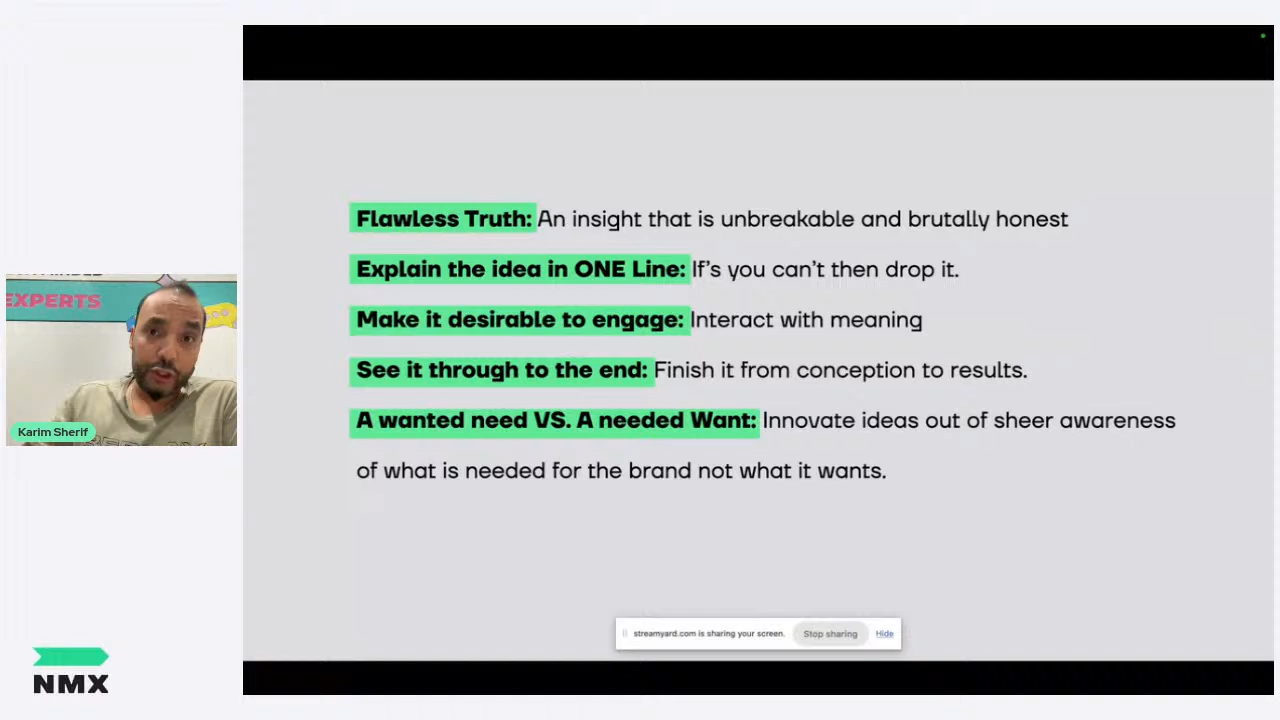 EXPERTS
Karim Sherif
NMX
Flawless Truth: An insight that is unbreakable and brutally honest
Explain the idea in ONE Line: If's you can't then drop it.
Make it desirable to engage: Interact with meaning
See it through to the end: Finish it from conception to results.
A wanted need VS. A needed Want: Innovate ideas out of sheer awareness
of what is needed for the brand not what it wants.
streamyard.com is sharing your screen. Stop sharing Hide